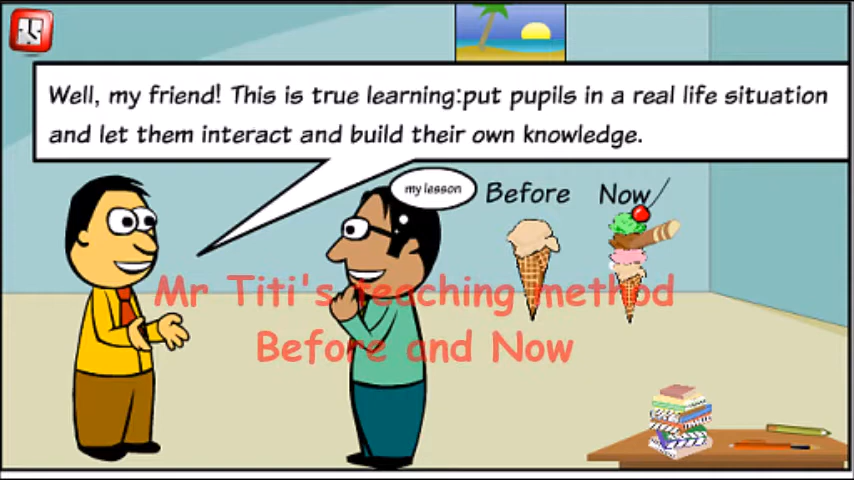 Well, my friend! This is true learning:put pupils in a real life situation
and let them interact and build their own knowledge.
my lesson
Before Now
Mr Titi's teaching method
Before and Now